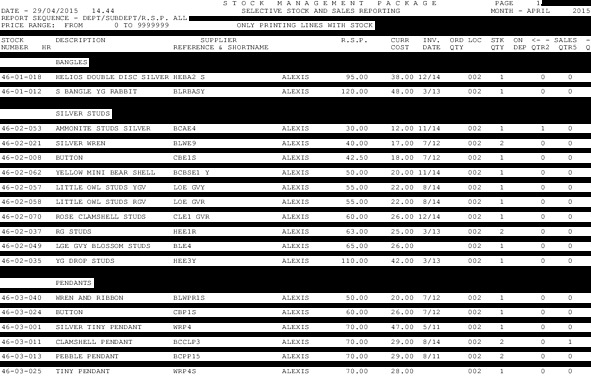 STOCK MANAGEMENT PACKAGE PAGE 1
DATE - 29/04/2015 14.44 SELECTIVE STOCK AND SALES REPORTING MONTH - APRIL 2015
REPORT SEQUENCE - DEPT/SUBDEPT/R.S.P. ALL
PRICE RANGE: FROM 0 TO 9999999 ONLY PRINTING LINES WITH STOCK
STOCK DESCRIPTION SUPPLIER R.S.P. CURR INV. ORD LOC STK ON <- - SALES -
NUMBER HR REFERENCE & SHORTNAME COST DATE QTY QTY DEP QTR2 QTR5 Q
BANGLES
46-01-018 HELIOS DOUBLE DISC SILVER HEBA2 S ALEXIS 95.00 38.00 12/14 002 1 0 0
46-01-012 S BANGLE YG RABBIT BLRBASY ALEXIS 120.00 48.00 3/13 002 1 0 0
SILVER STUDS
46-02-053 AMMONITE STUDS SILVER BCAE4 ALEXIS 30.00 12.00 11/14 002 1 1 0
46-02-021 SILVER WREN BLWE9 ALEXIS 40.00 17.00 7/12 002 2 0 0
46-02-008 BUTTON CBE1S ALEXIS 42.50 18.00 7/12 002 1 0 0
46-02-062 YELLOW MINI BEAR SHELL BCBSE1 Y ALEXIS 50.00 20.00 11/14 002 1 0 0
46-02-057 LITTLE OWL STUDS YGV LOE GVY ALEXIS 55.00 22.00 8/14 002 1 0 0
46-02-058 LITTLE OWL STUDS RGV LOE GVR ALEXIS 55.00 22.00 9/14 002 1 0 0
46-02-070 ROSE CLAMSHELL STUDS CLE1 GVR ALEXIS 60.00 26.00 12/14 002 1 0 0
46-02-037 RG STUDS HEE1R ALEXIS 63.00 25.00 3/13 002 2 0 0
46-02-049 LGE GVY BLOSSOM STUDS BLE4 ALEXIS 65.00 26.00 002 1 0 0
46-02-035 YG DROP STUDS HEE3Y ALEXIS 110.00 42.00 3/13 002 1 0 0
PENDANTS
46-03-040 WREN AND RIBBON BLWPR1S ALEXIS 50.00 20.00 7/12 002 1 0 0
46-03-024 BUTTON CBP1S ALEXIS 60.00 26.00 7/12 002 1 0 0
46-03-001 SILVER TINY PENDANT WRP4 ALEXIS 70.00 47.00 5/11 002 1 0 0
46-03-011 CLAMSHELL PENDANT BCCLP3 ALEXIS 70.00 29.00 8/14 002 2 0 1
46-03-013 PEBBLE PENDANT BCPP15 ALEXIS 70.00 29.00 8/11 002 2 0 0
46-03-025 TINY PENDANT WRP4S ALEXIS 70.00 28.00 002 1 0 0